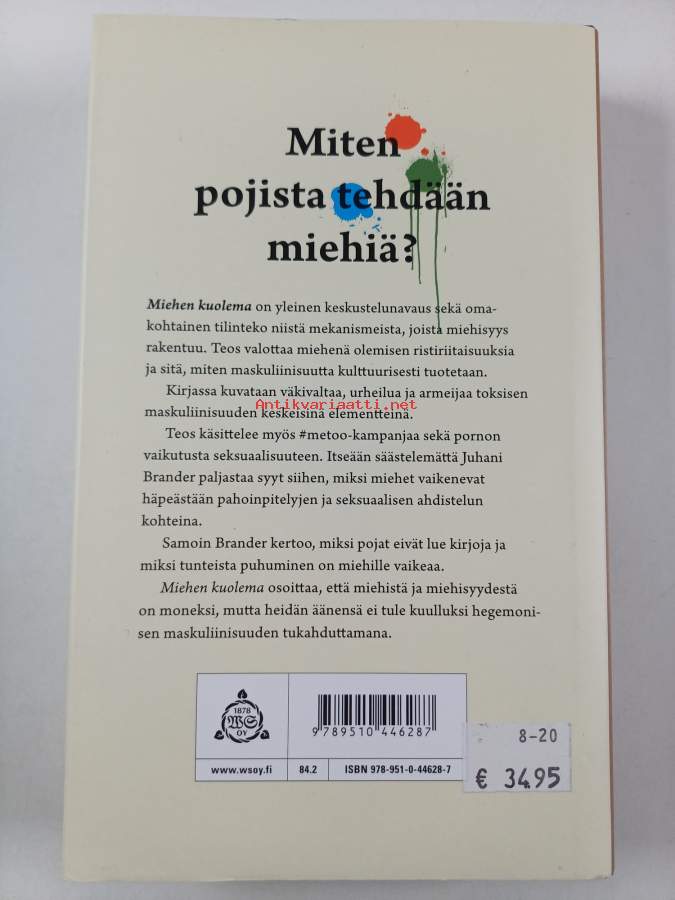 Miten
pojista tehdään
miehiä?
Miehen kuolema on yleinen keskustelunavaus sekä oma-
kohtainen tilinteko niistä mekanismeista, joista miehisyys
rakentuu. Teos valottaa miehenä olemisen ristiriitaisuuksia
ja sitä, miten maskuliinisuutta kulttuurisesti tuotetaan.
Kirjassa kuvataan väkivaltaa, urheilua ja armeijaa toksisen
Antikvariaatti.net
maskuliinisuuden keskeisinä elementteinä.
Teos käsittelee myös #metoo-kampanjaa sekä pornon
vaikutusta seksuaalisuuteen. Itseään säästelemättä Juhani
Brander paljastaa syyt siihen, miksi miehet vaikenevat
häpeästään pahoinpitelyjen ja seksuaalisen ahdistelun
kohteina.
Samoin Brander kertoo, miksi pojat eivät lue kirjoja ja
miksi tunteista puhuminen on miehille vaikeaa.
Miehen kuolema osoittaa, että miehistä ja miehisyydestä
on moneksi, mutta heidän äänensä ei tule kuulluksi hegemoni-
sen maskuliinisuuden tukahduttamana.
1878
WS
OY
9 789510 446287
www.wsoy.fi
84.2
ISBN 978-951-0-44628-7
8-20
€ 34.95